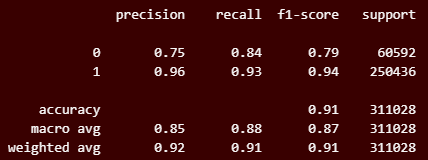 precision recall f1-score support
0 0.75 0.84 0.79 60592
1 0.96 0.93 0.94 250436
accuracy 0.91 311028
macro avg 0.85 0.88 0.87 311028
weighted avg 0.92 0.91 0.91 311028